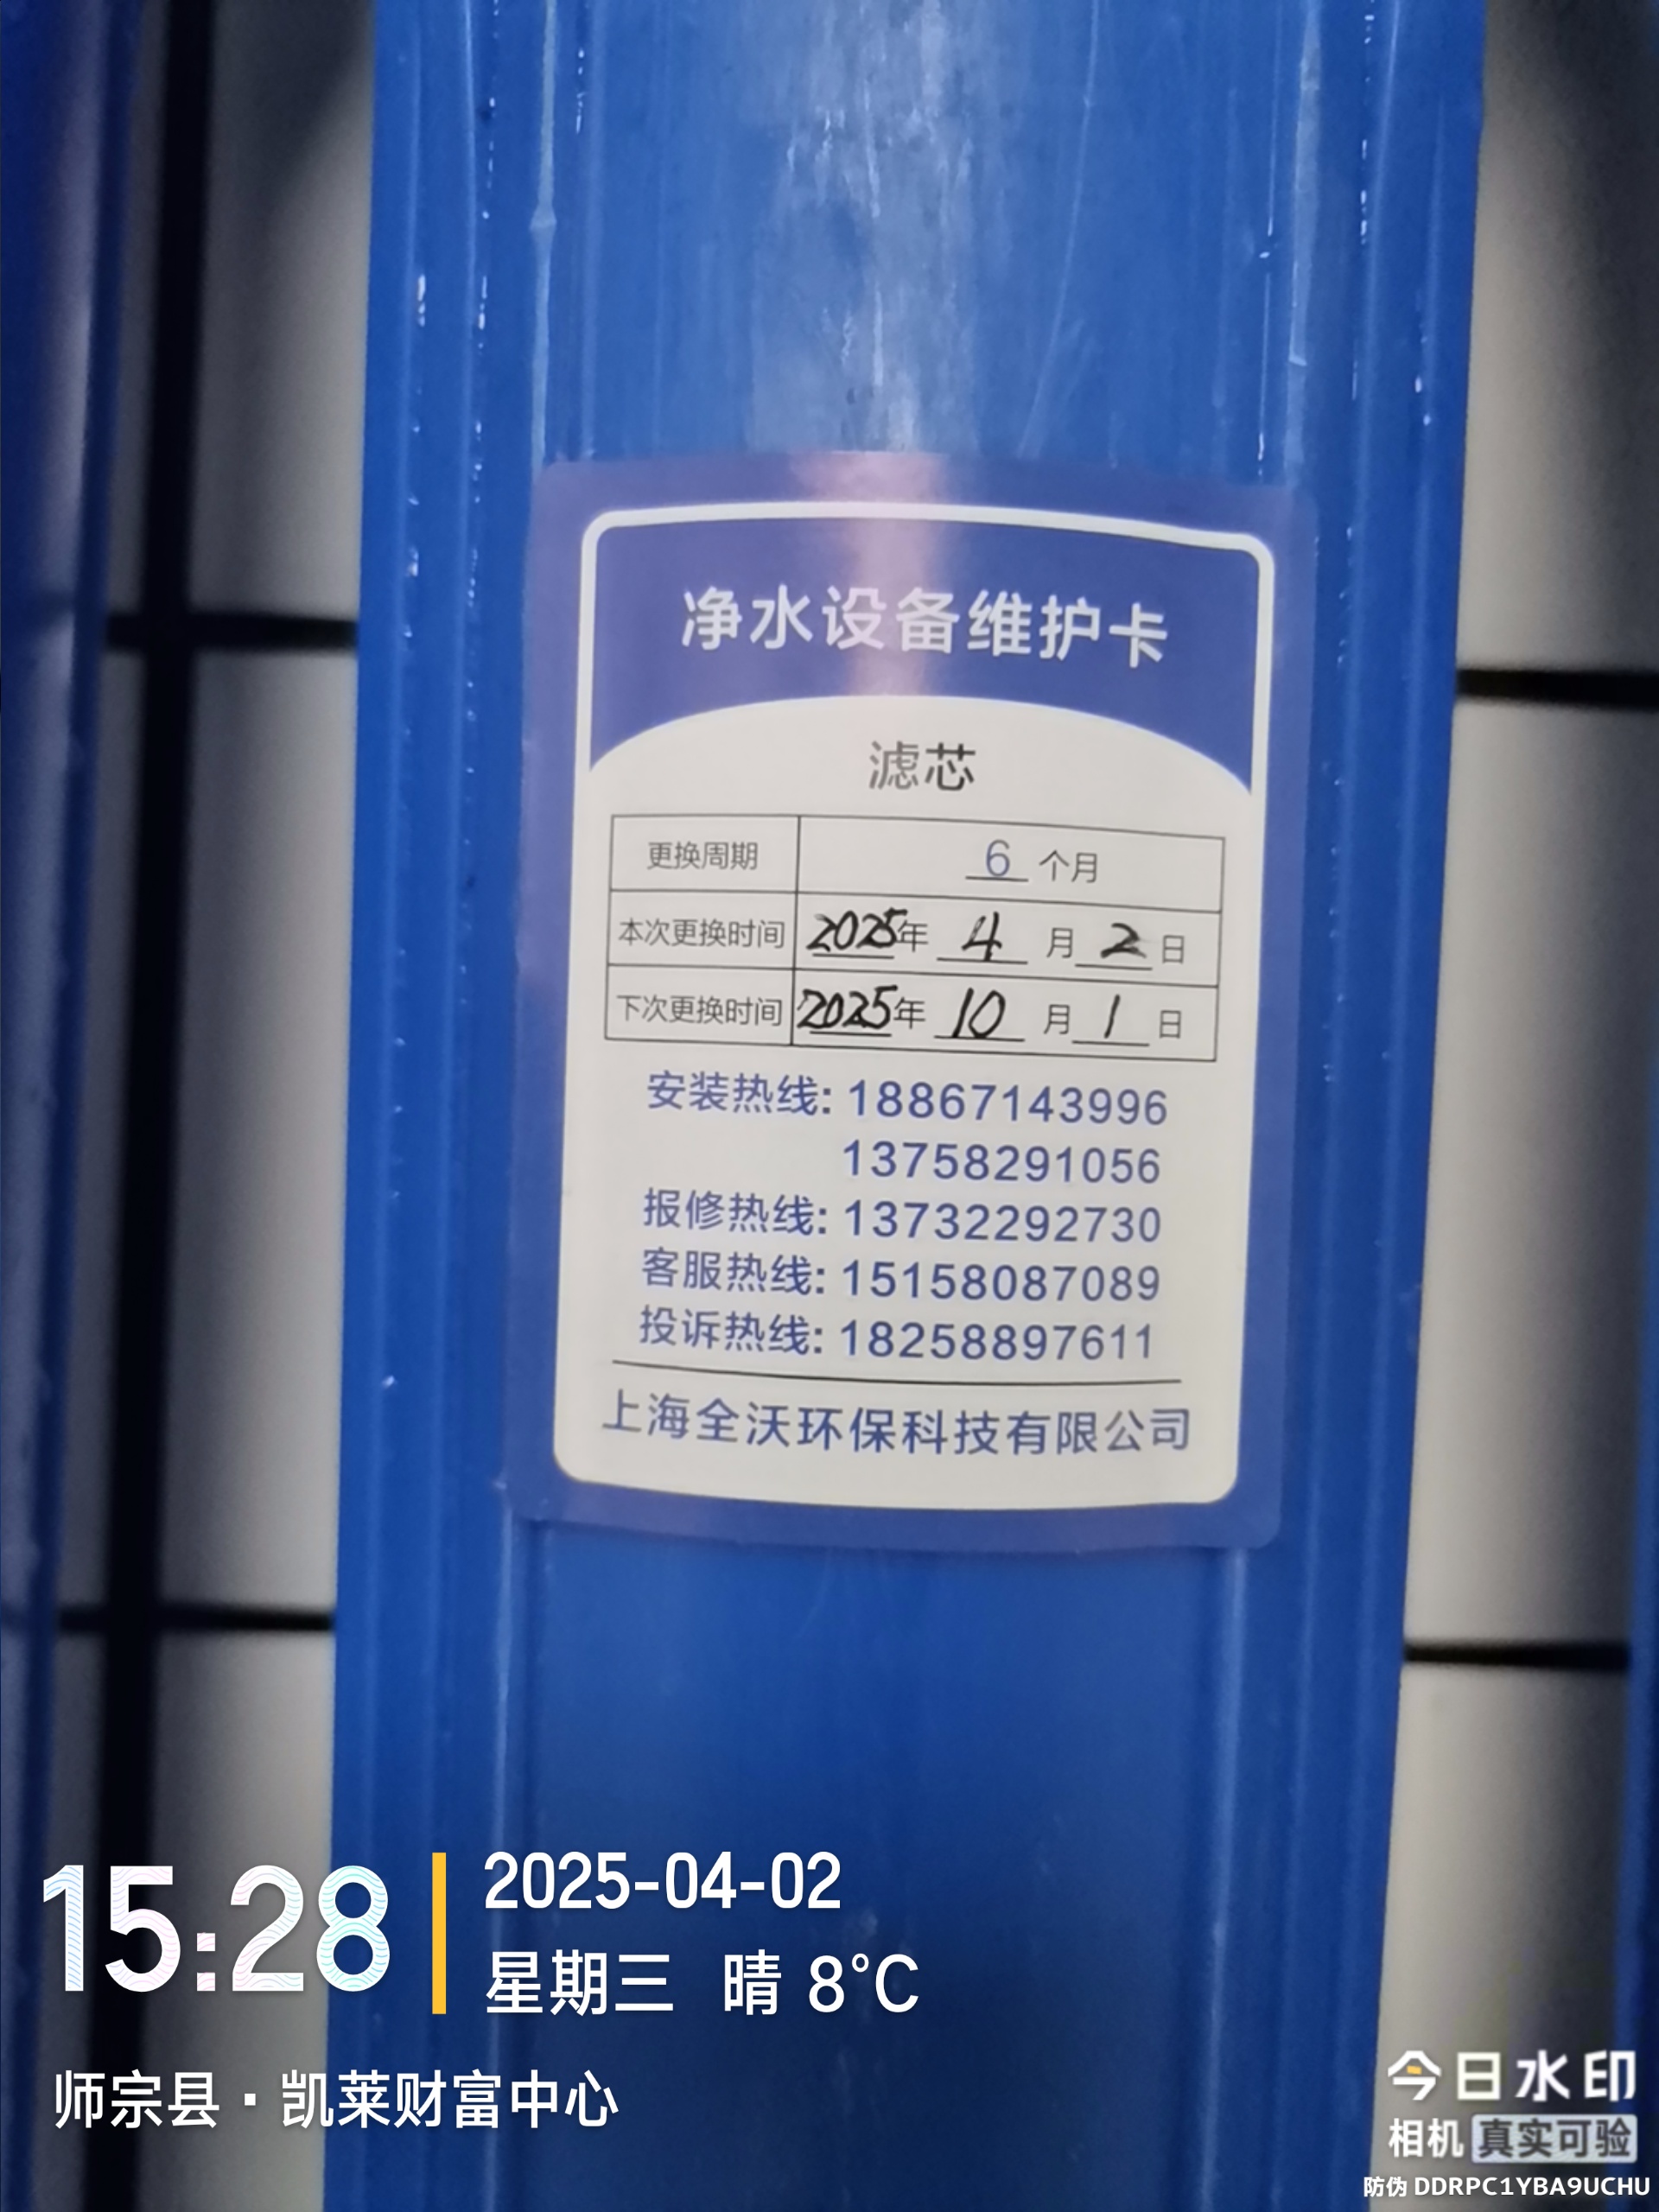 净水设备维护卡
滤芯
更换周期 6 个月
本次更换时间 2025年 4 月 2 日
下次更换时间 2025年 10 月 1 日
安装热线: 18867143996
13758291056
报修热线: 13732292730
客服热线: 15158087089
投诉热线: 18258897611
上海全沃环保科技有限公司
15:28
2025-04-02
星期三 晴 8°C
师宗县·凯莱财富中心
今日水印
相机 真实可验
防伪 DDRPC1YBA9UCHU